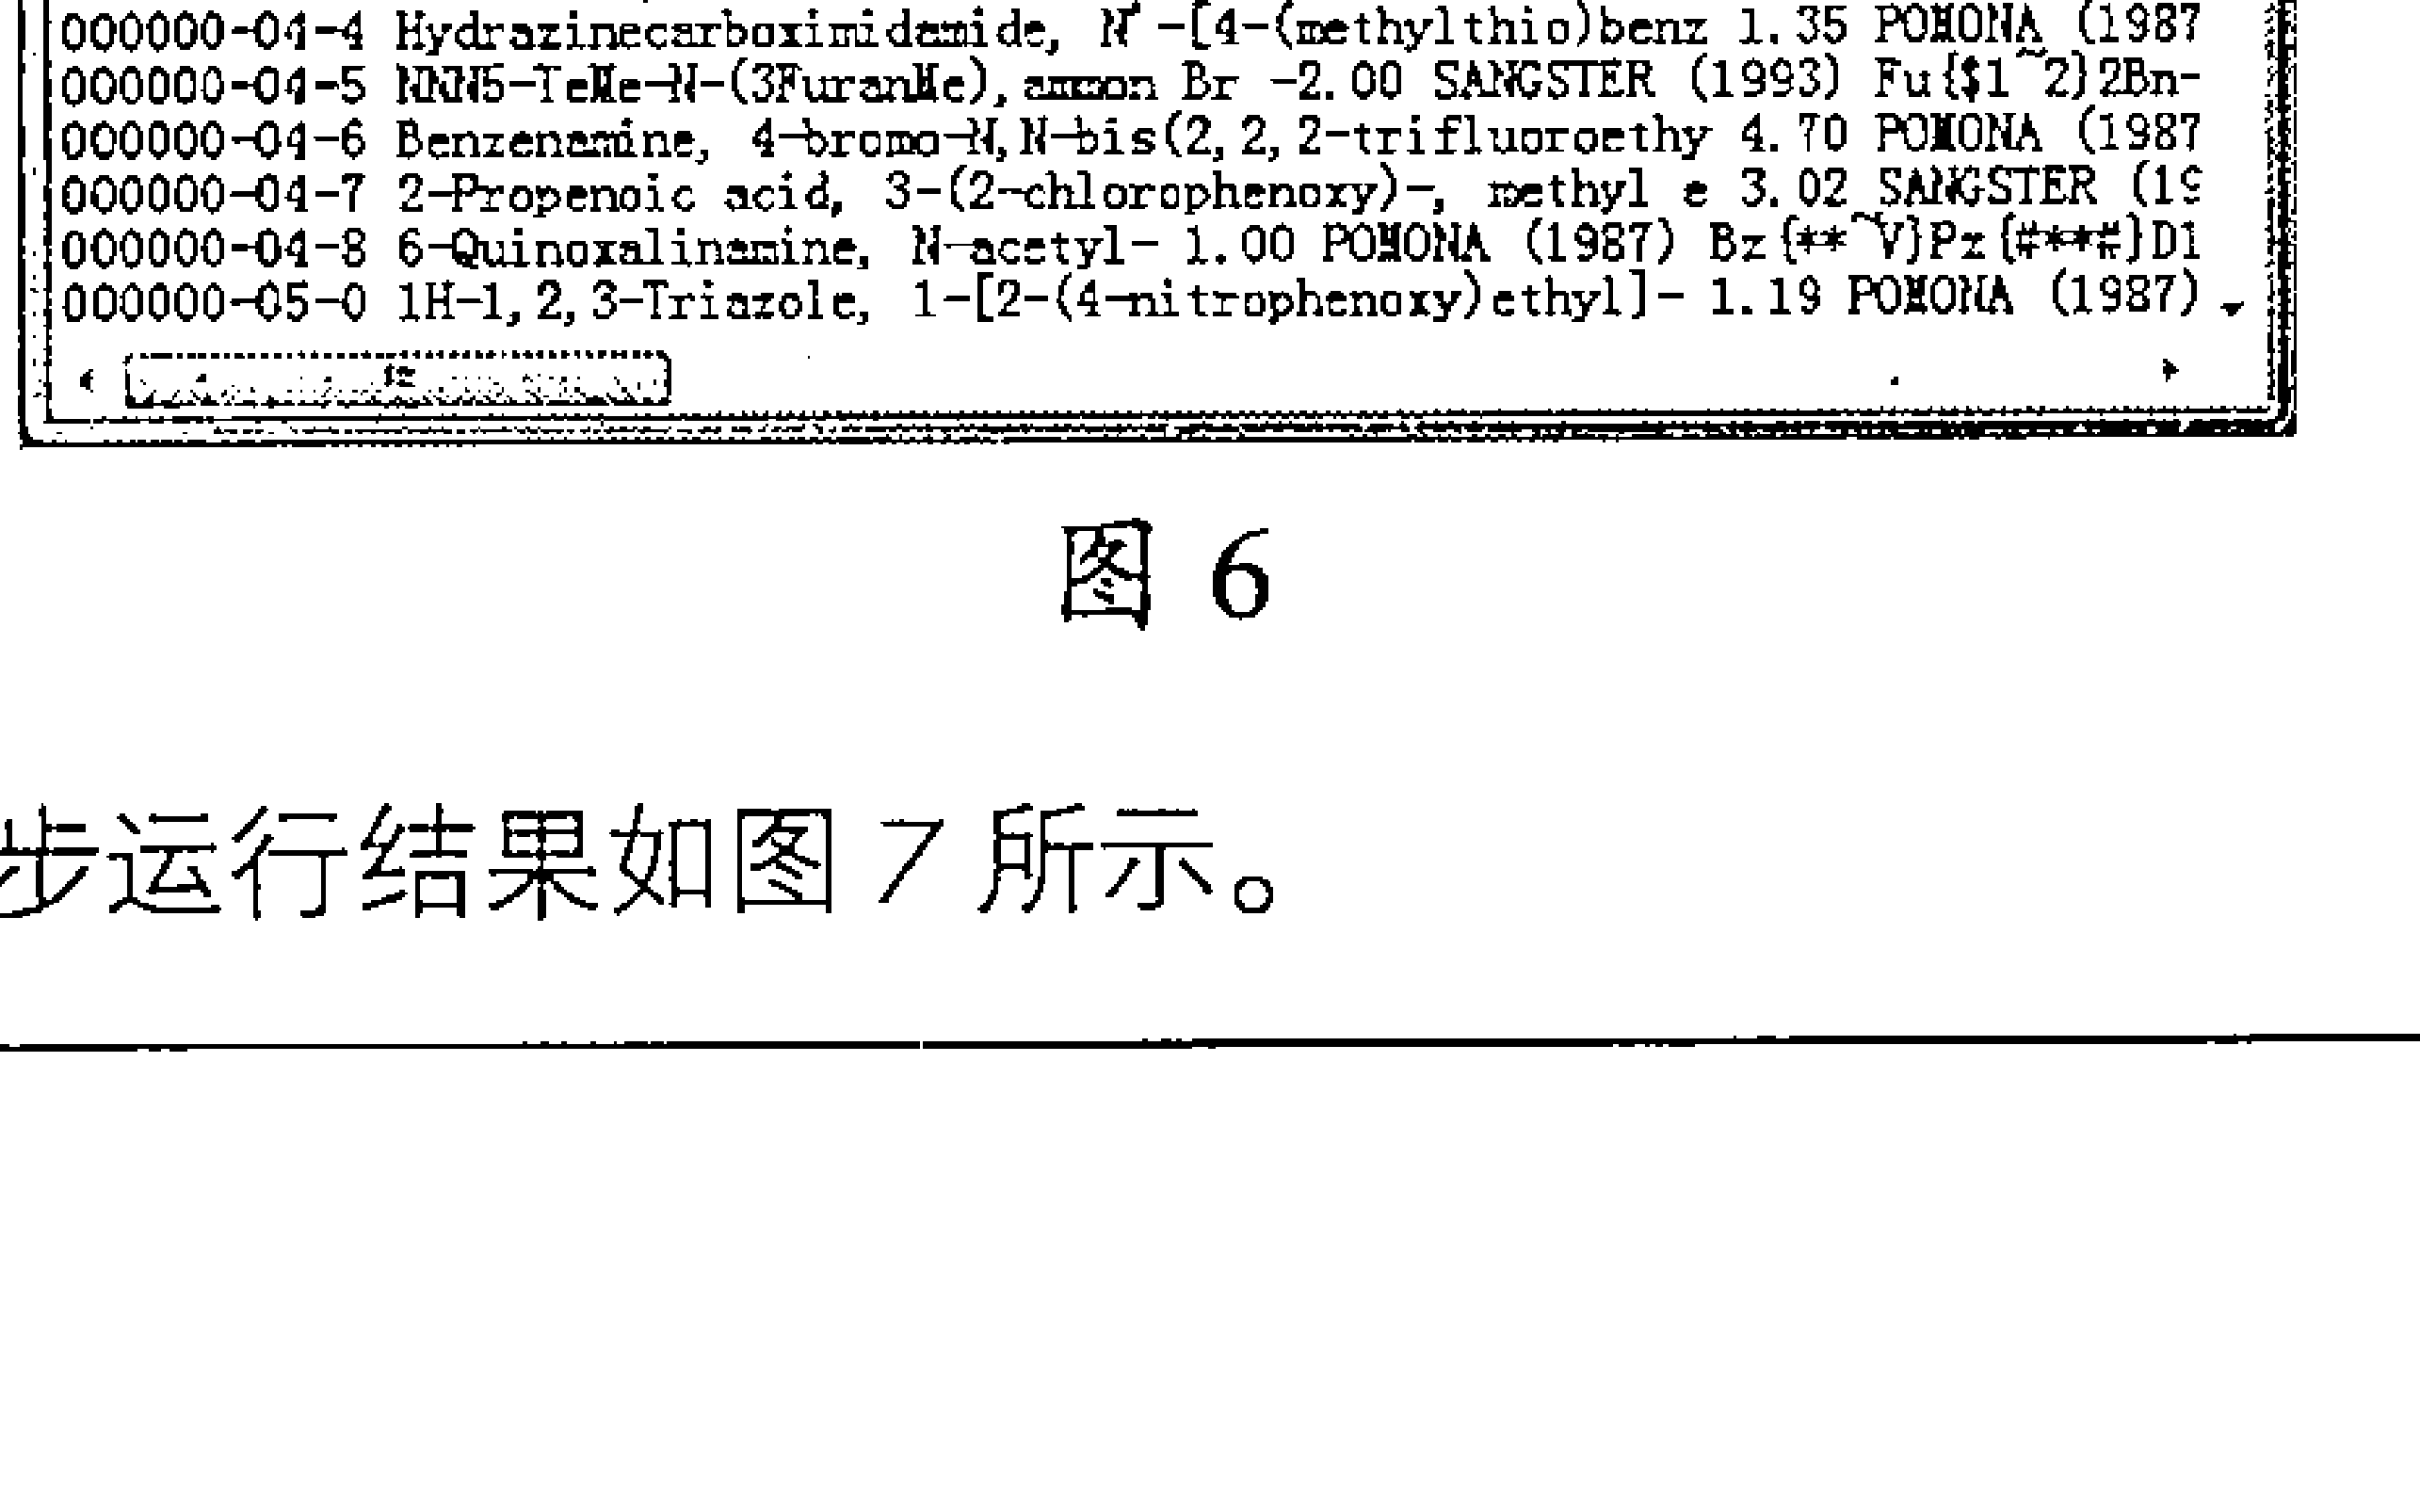 000000-04-4 Hydrazinecarboximidamide, N'-[4-(methylthio)benz 1.35 POMONA (1987
000000-04-5 NNN5-TeMe-N-(3FuranMe),ammon Br -2.00 SANGSTER (1993) Fu{$1~2}2Bn-
000000-04-6 Benzenamine, 4-bromo-N,N-bis(2,2,2-trifluoroethy 4.70 POMONA (1987
000000-04-7 2-Propenoic acid, 3-(2-chlorophenoxy)-, methyl e 3.02 SANGSTER (19
000000-04-8 6-Quinoxalinamine, N-acetyl- 1.00 POMONA (1987) Bz{**~V}Pz{#**#}D1
000000-05-0 1H-1,2,3-Triazole, 1-[2-(4-nitrophenoxy)ethyl]- 1.19 POMONA (1987)
图 6
步运行结果如图 7 所示。